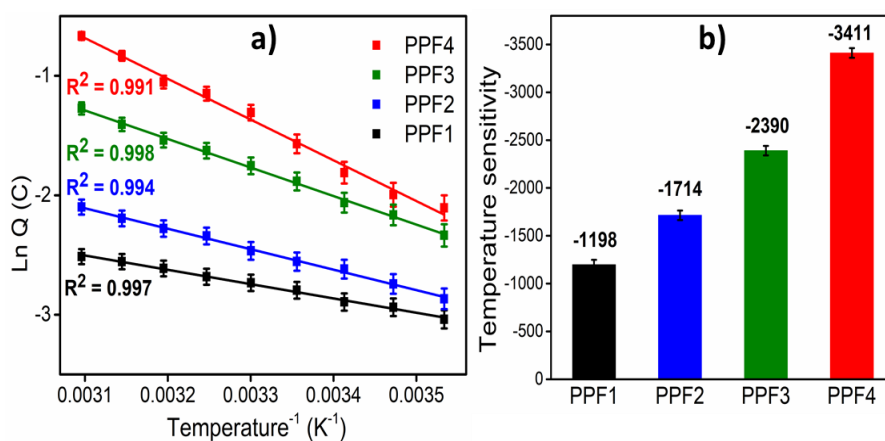 a)
PPF4
PPF3
PPF2
PPF1
R² = 0.991
R² = 0.998
R² = 0.994
R² = 0.997
Ln Q (C)
-1
-2
-3
0.0031
0.0032
0.0033
0.0034
0.0035
Temperature⁻¹ (K⁻¹)
b)
Temperature sensitivity
-3500
-3000
-2500
-2000
-1500
-1000
-500
0
-1198
-1714
-2390
-3411
PPF1
PPF2
PPF3
PPF4